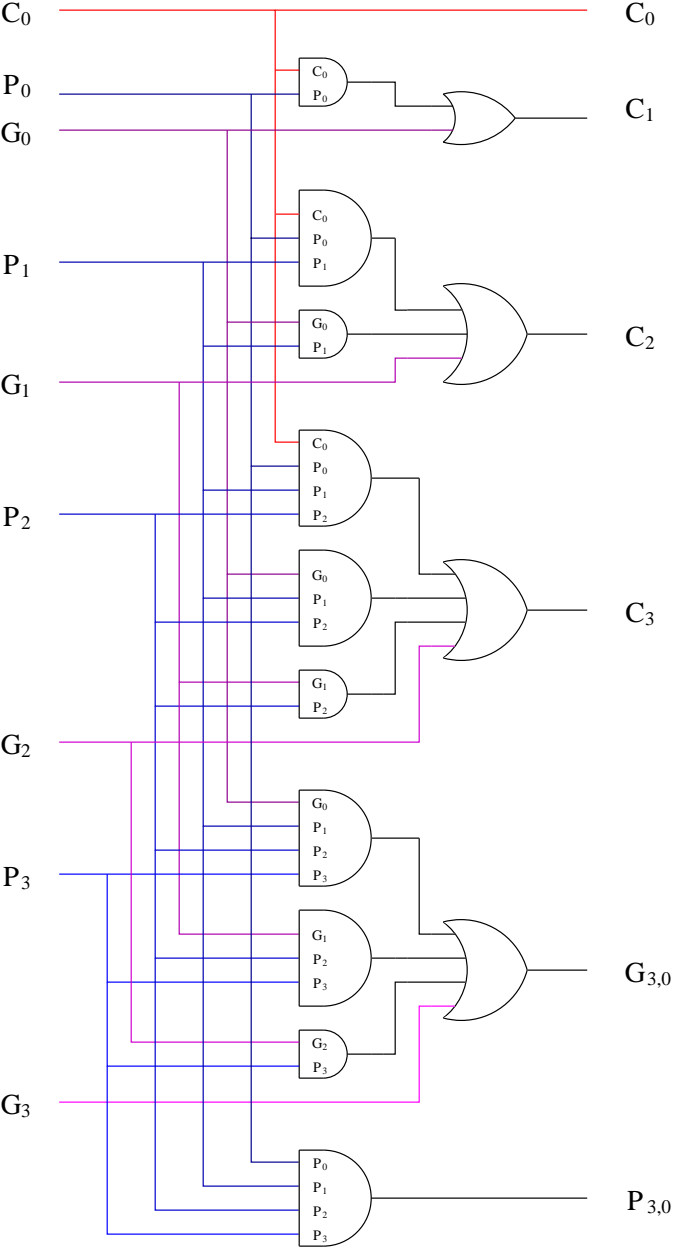 C₀ C₀
C₀
P₀
P₀
C₁
G₀
C₀
P₀
P₁
P₁
G₀
P₁
C₂
G₁
C₀
P₀
P₁
P₂
P₂
G₀
P₁
P₂
C₃
G₁
P₂
G₂
G₀
P₁
P₂
P₃
P₃
G₁
P₂
P₃
G₃,₀
G₂
P₃
G₃
P₀
P₁
P₂
P₃
P₃,₀